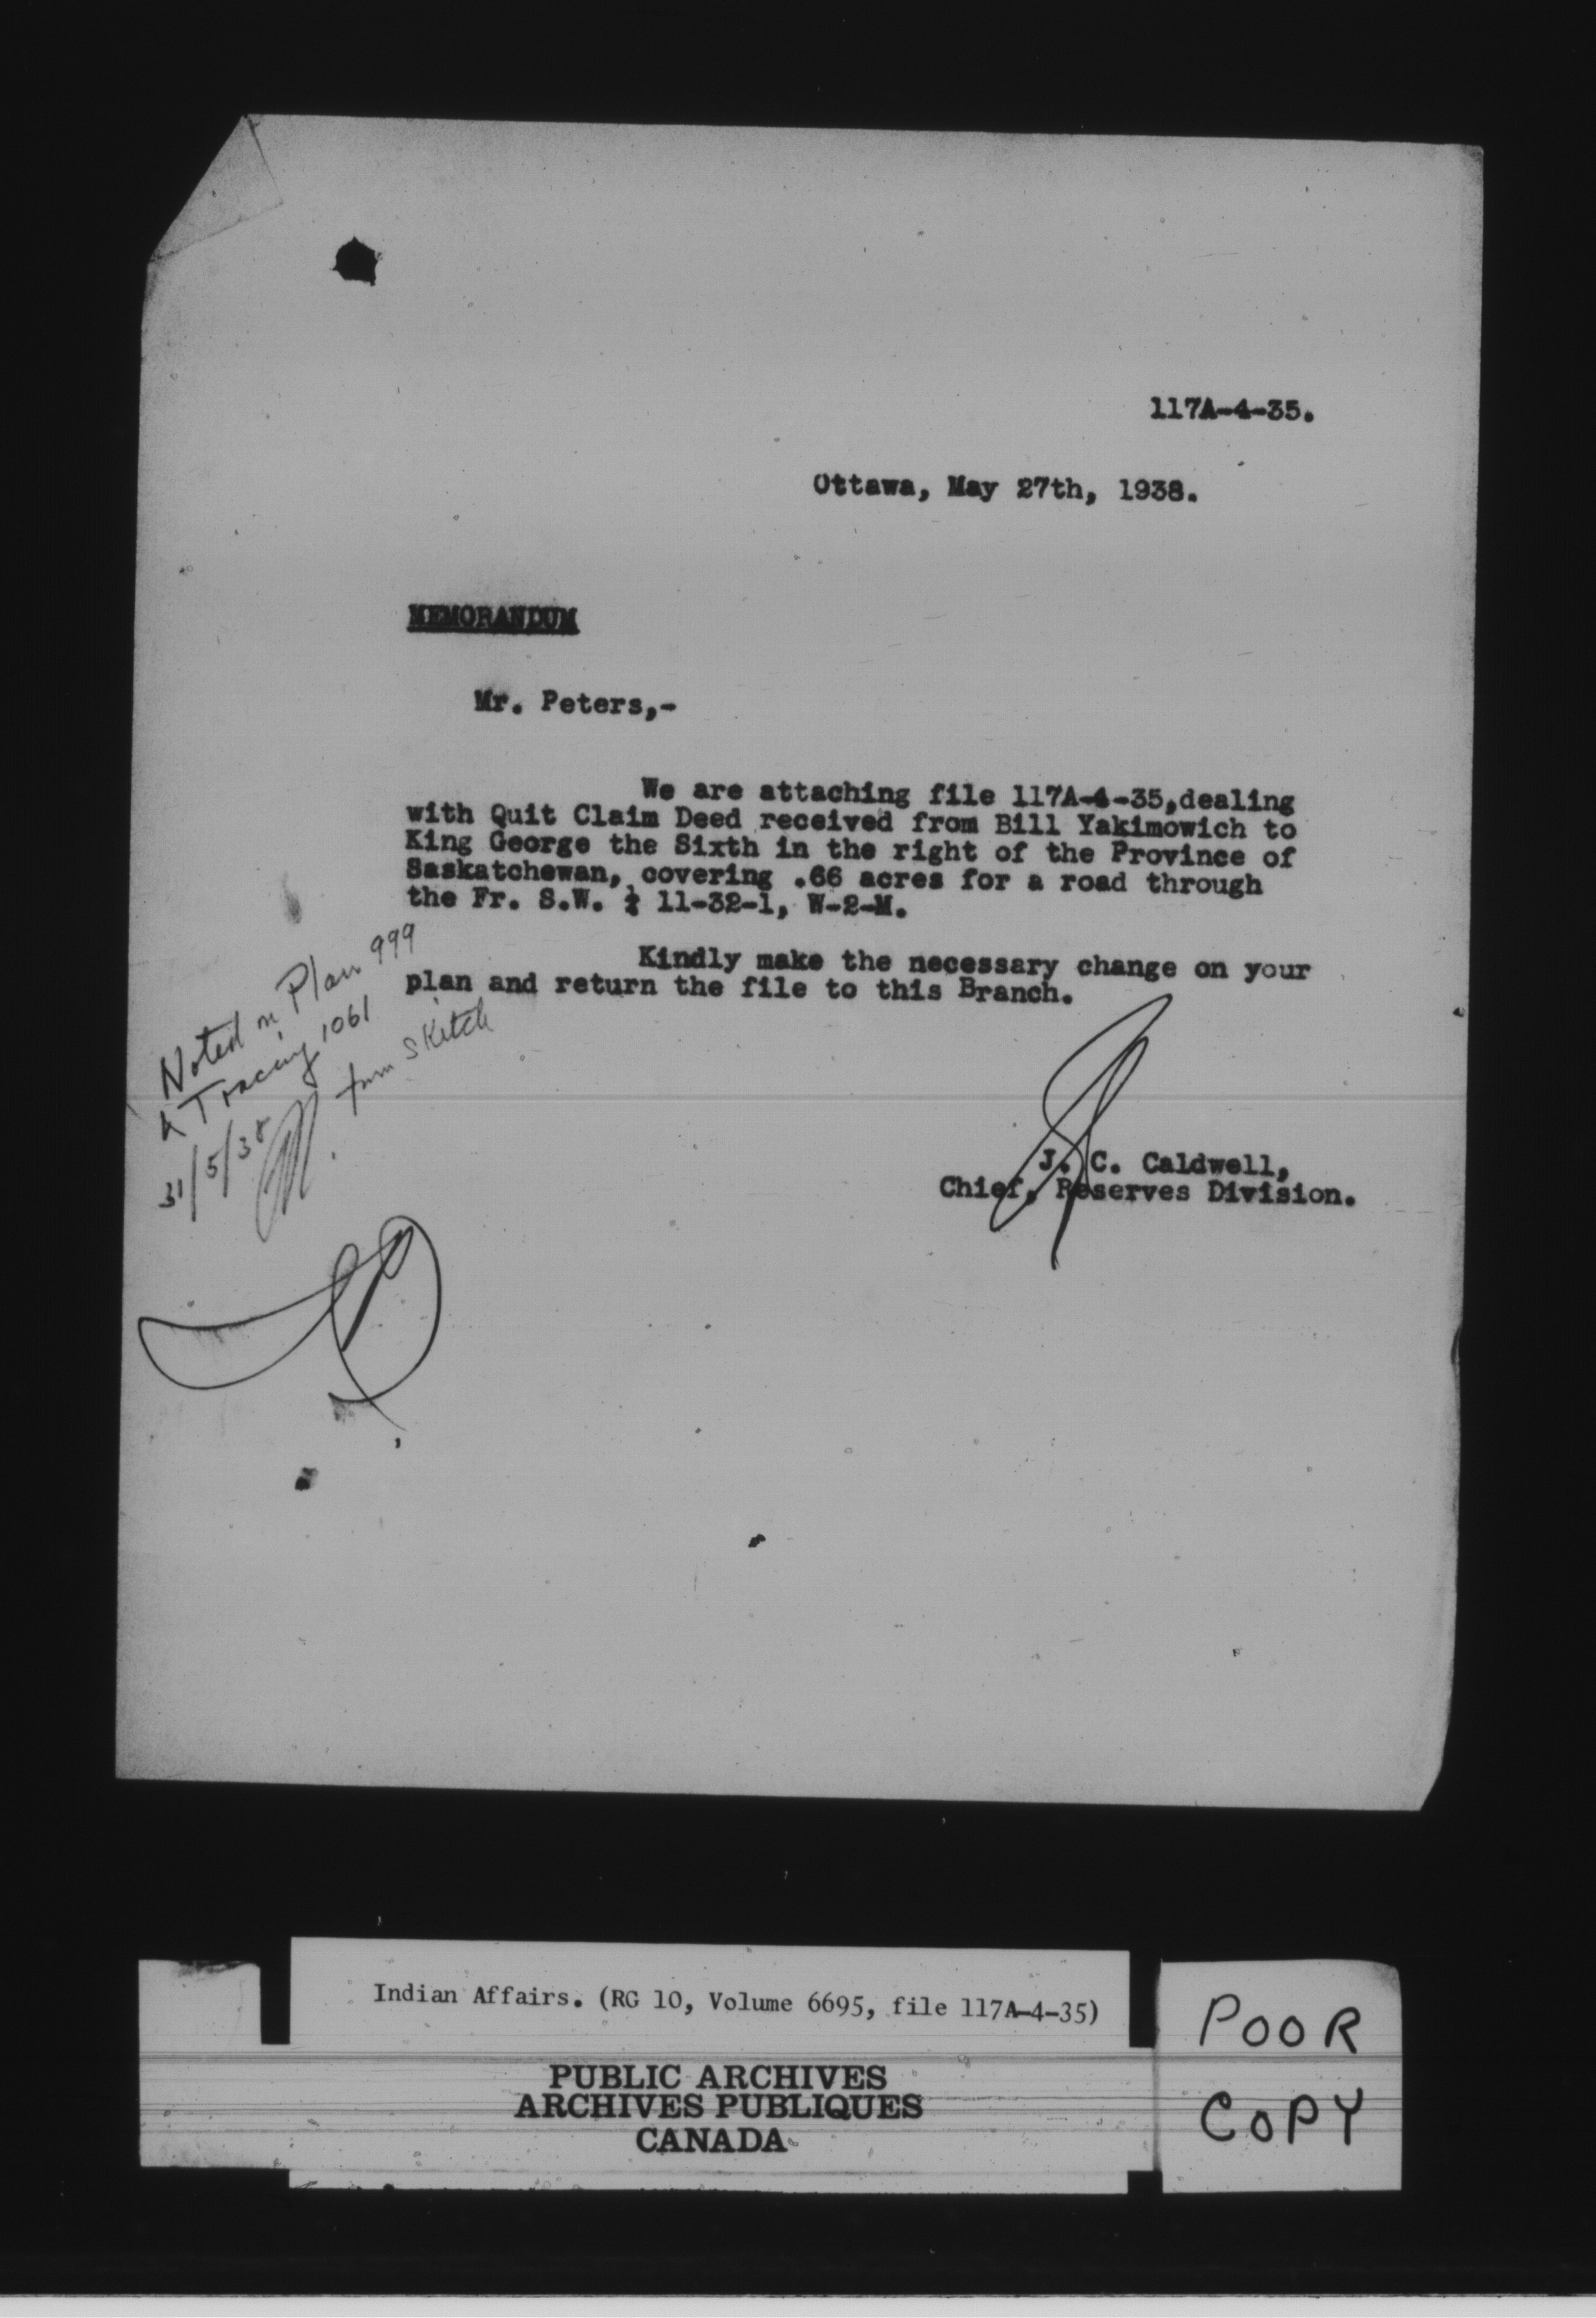 117A-4-35.
Ottawa, May 27th, 1938.
MEMORANDUM
Mr. Peters,-
We are attaching file 117A-4-35,dealing
with Quit Claim Deed received from Bill Yakimowich to
King George the Sixth in the right of the Province of
Saskatchewan, covering .66 acres for a road through
the Fr. S.W. ¼ 11-32-1, W-2-M.
Kindly make the necessary change on your
plan and return the file to this Branch.
Noted on Plan 999
& Tracing 1061
from sketch
31/5/38
J. C. Caldwell,
Chief, Reserves Division.
Indian Affairs. (RG 10, Volume 6695, file 117A-4-35)
PUBLIC ARCHIVES
ARCHIVES PUBLIQUES
CANADA
POOR
COPY